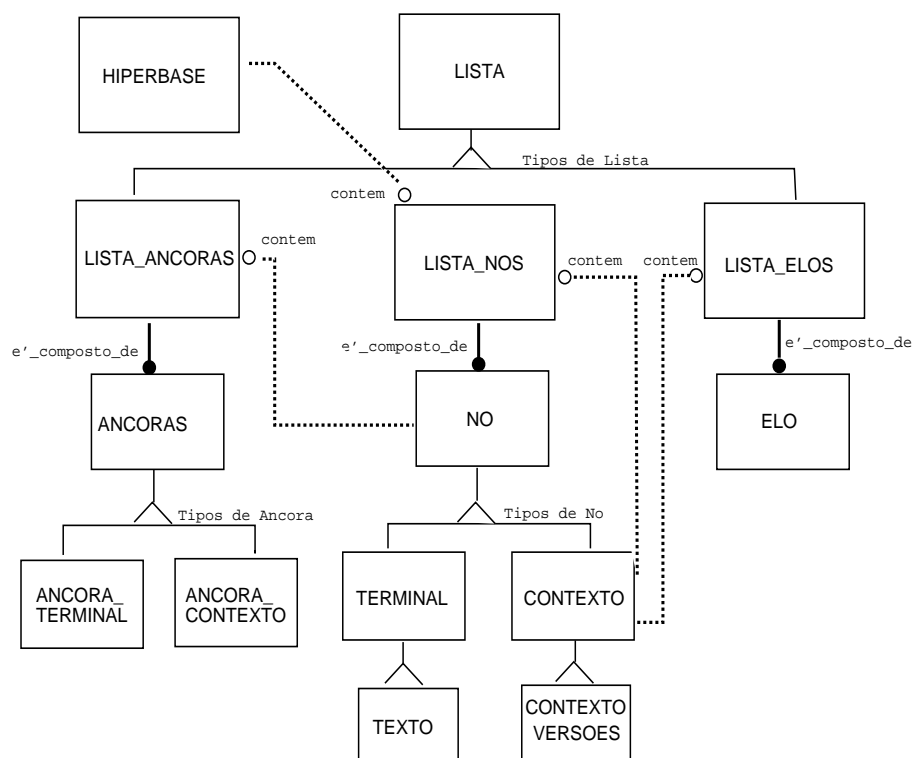 HIPERBASE
LISTA
Tipos de Lista
contem
LISTA_ANCORAS
contem
LISTA_NOS
contem
contem
LISTA_ELOS
e'_composto_de
e'_composto_de
e'_composto_de
ANCORAS
NO
ELO
Tipos de Ancora
Tipos de No
ANCORA_
TERMINAL
ANCORA_
CONTEXTO
TERMINAL
CONTEXTO
TEXTO
CONTEXTO
VERSOES